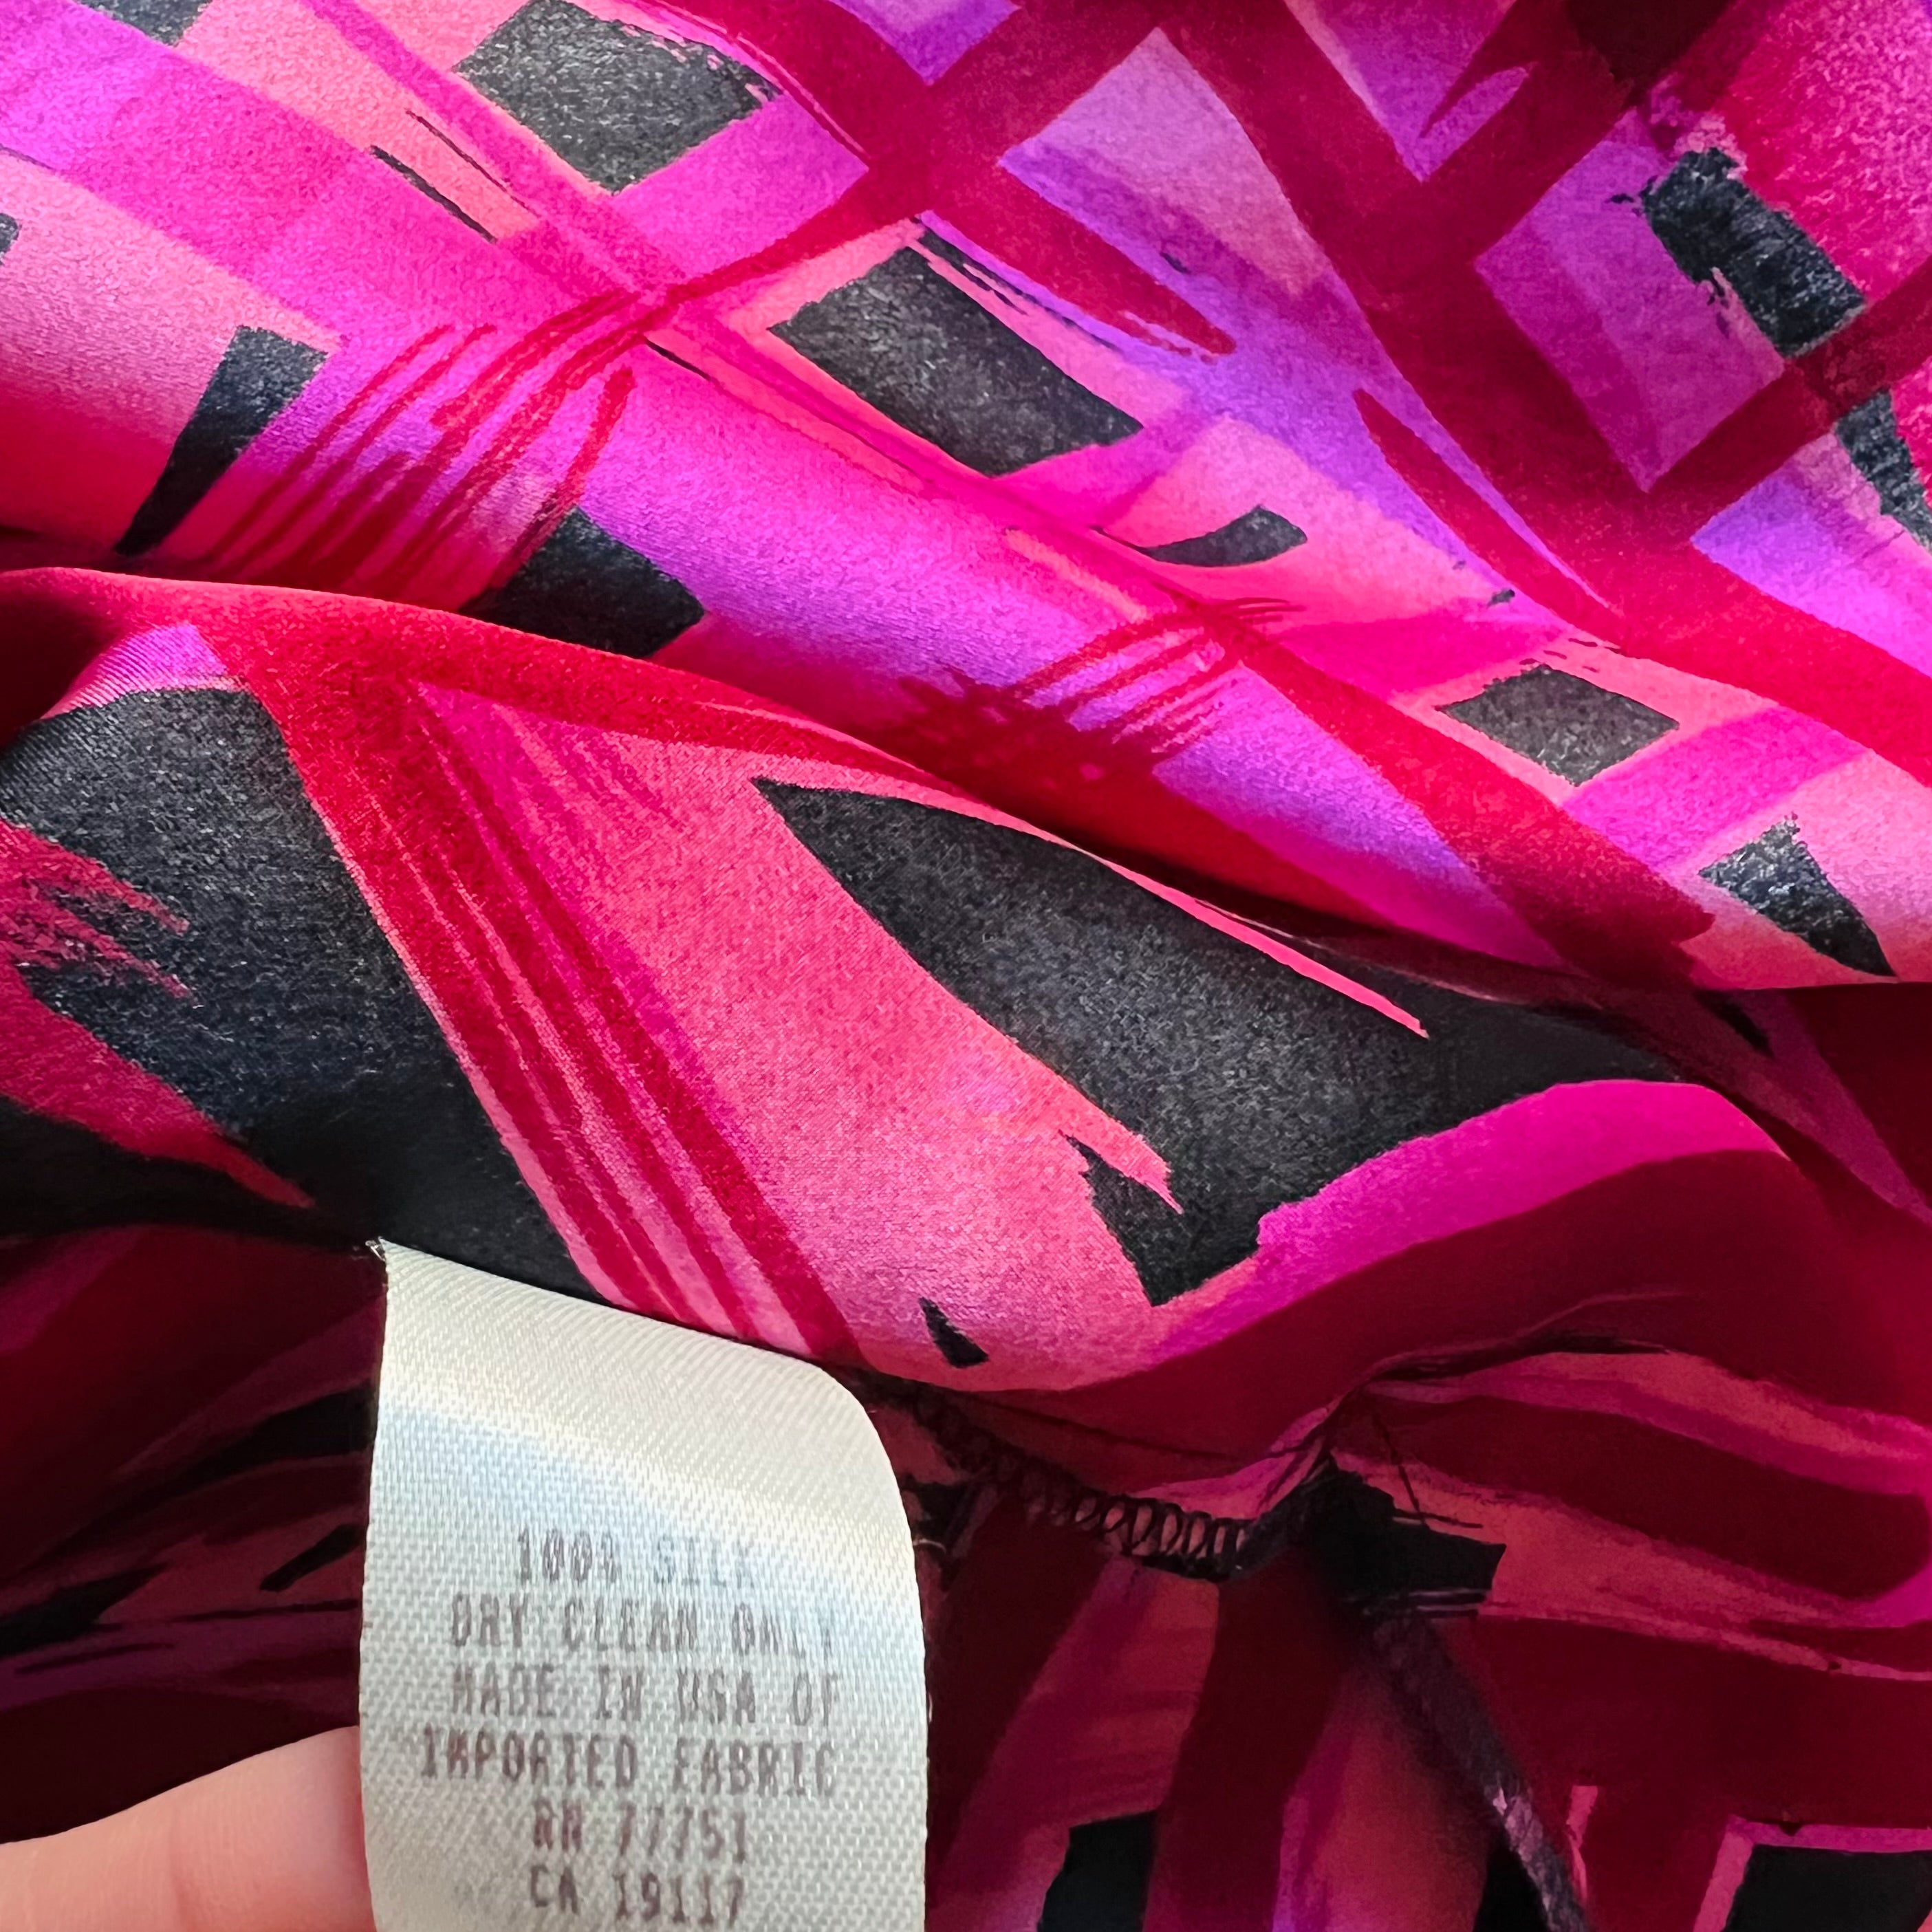 100% SILK
DRY CLEAN ONLY
MADE IN USA OF
IMPORTED FABRIC
RN 77751
CA 19117